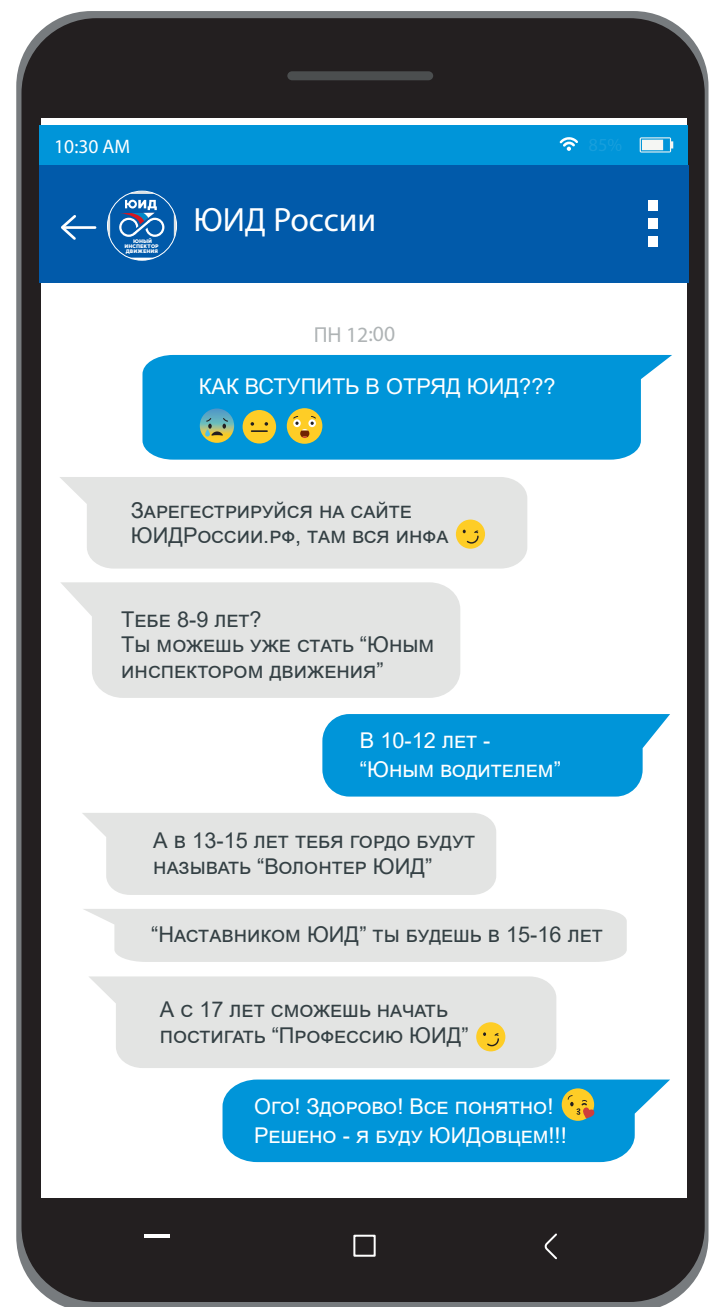 10:30 AM
85%
ЮИД
ЮНЫЙ
ИНСПЕКТОР
ДВИЖЕНИЯ
ЮИД России
ПН 12:00
КАК ВСТУПИТЬ В ОТРЯД ЮИД???
Зарегестрируйся на сайте
ЮИДРоссии.рф, там вся инфа
Тебе 8-9 лет?
Ты можешь уже стать “Юным
инспектором движения”
В 10-12 лет -
“Юным водителем”
А в 13-15 лет тебя гордо будут
называть “Волонтер ЮИД”
“Наставником ЮИД” ты будешь в 15-16 лет
А с 17 лет сможешь начать
постигать “Профессию ЮИД”
Ого! Здорово! Все понятно!
Решено - я буду ЮИДовцем!!!